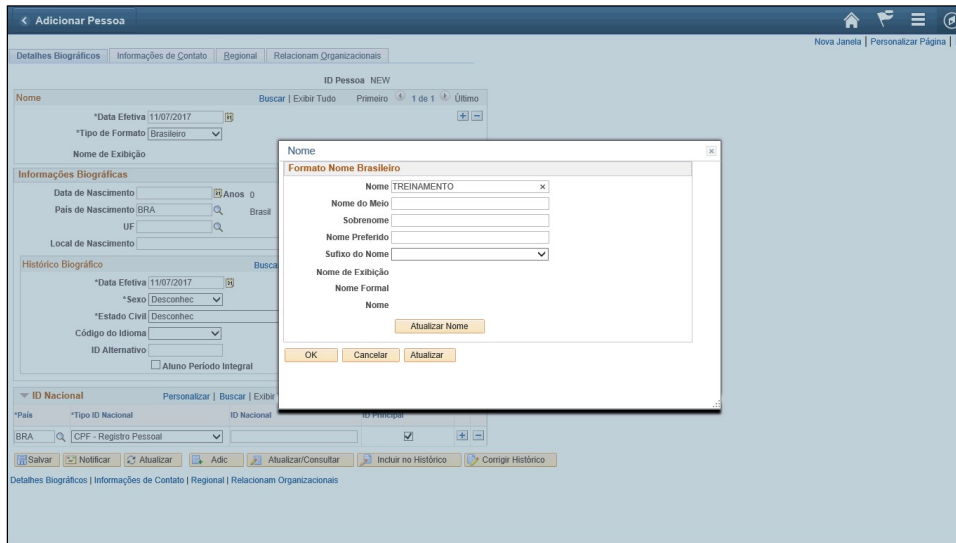 Adicionar Pessoa
Nova Janela | Personalizar Página |
Detalhes Biográficos Informações de Contato Regional Relacionam Organizacionais
ID Pessoa NEW
Nome Buscar | Exibir Tudo Primeiro 1 de 1 Último
*Data Efetiva 11/07/2017
*Tipo de Formato Brasileiro
Nome de Exibição
Informações Biográficas
Data de Nascimento Anos 0
País de Nascimento BRA Brasil
UF
Local de Nascimento
Histórico Biográfico Busca
*Data Efetiva 11/07/2017
*Sexo Desconhec
*Estado Civil Desconhec
Código do Idioma
ID Alternativo
Aluno Período Integral
Nome
Formato Nome Brasileiro
Nome TREINAMENTO
Nome do Meio
Sobrenome
Nome Preferido
Sufixo do Nome
Nome de Exibição
Nome Formal
Nome
Atualizar Nome
OK Cancelar Atualizar
ID Nacional Personalizar | Buscar | Exibir
*País *Tipo ID Nacional ID Nacional ID Principal
BRA CPF - Registro Pessoal
Salvar Notificar Atualizar Adic Atualizar/Consultar Incluir no Histórico Corrigir Histórico
Detalhes Biográficos | Informações de Contato | Regional | Relacionam Organizacionais